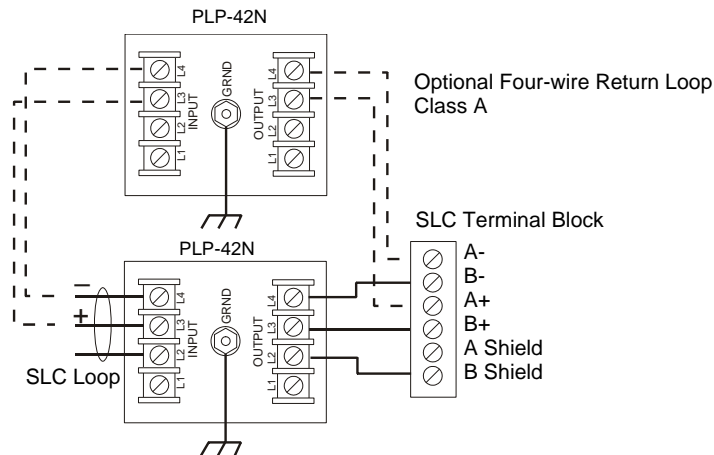 PLP-42N
L4
L3
L2
L1
INPUT
GRND
OUTPUT
L4
L3
L2
L1
Optional Four-wire Return Loop
Class A
SLC Terminal Block
A-
B-
A+
B+
A Shield
B Shield
PLP-42N
–
+
SLC Loop
L4
L3
L2
L1
INPUT
GRND
OUTPUT
L4
L3
L2
L1